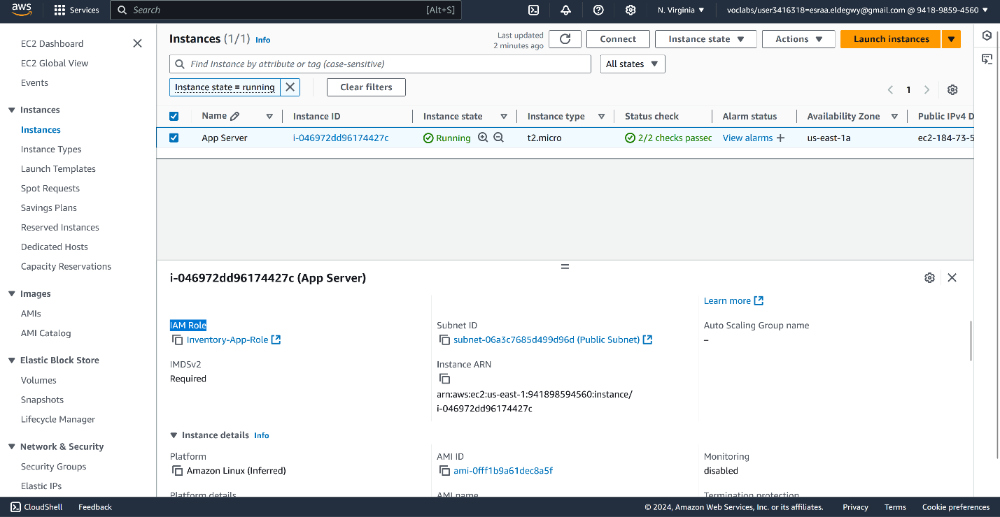 aws
Services
Search
[Alt+S]
N. Virginia
voclabs/user3416318=esraa.eldegwy@gmail.com @ 9418-9859-4560
EC2 Dashboard
EC2 Global View
Events
Instances
Instances
Instance Types
Launch Templates
Spot Requests
Savings Plans
Reserved Instances
Dedicated Hosts
Capacity Reservations
Images
AMIs
AMI Catalog
Elastic Block Store
Volumes
Snapshots
Lifecycle Manager
Network & Security
Security Groups
Elastic IPs
Instances (1/1) Info
Last updated
2 minutes ago
Connect
Instance state
Actions
Launch instances
Find Instance by attribute or tag (case-sensitive)
All states
Instance state = running
Clear filters
1
Name Instance ID Instance state Instance type Status check Alarm status Availability Zone Public IPv4 D
App Server i-046972dd96174427c Running t2.micro 2/2 checks passed View alarms + us-east-1a ec2-184-73-5
i-046972dd96174427c (App Server)
Learn more
IAM Role
Inventory-App-Role
Subnet ID
subnet-06a3c7685d499d96d (Public Subnet)
Auto Scaling Group name
–
IMDSv2
Required
Instance ARN
arn:aws:ec2:us-east-1:941898594560:instance/
i-046972dd96174427c
Instance details Info
Platform
Amazon Linux (Inferred)
AMI ID
ami-0fff1b9a61dec8a5f
Monitoring
disabled
Platform details
AMI name
Termination protection
CloudShell
Feedback
© 2024, Amazon Web Services, Inc. or its affiliates.
Privacy
Terms
Cookie preferences